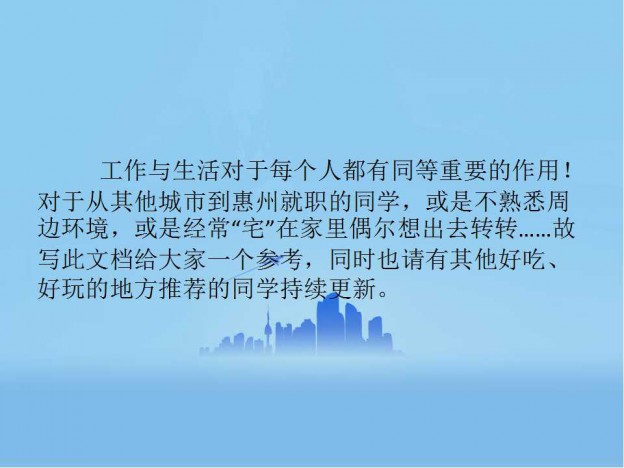 工作与生活对于每个人都有同等重要的作用！
对于从其他城市到惠州就职的同学，或是不熟悉周
边环境，或是经常“宅”在家里偶尔想出去转转……故
写此文档给大家一个参考，同时也请有其他好吃、
好玩的地方推荐的同学持续更新。